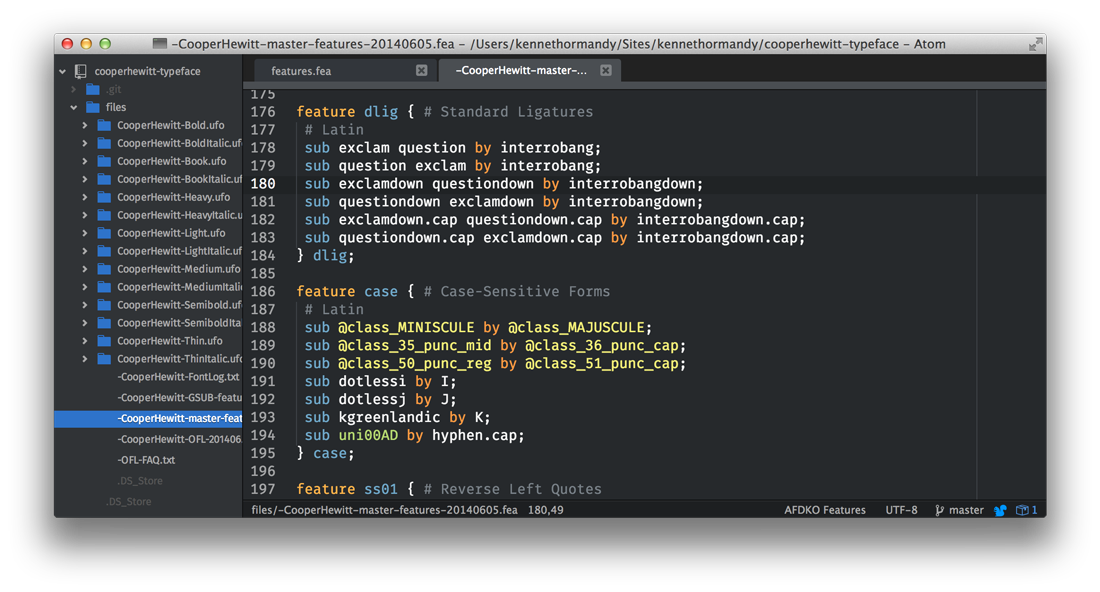 -CooperHewitt-master-features-20140605.fea - /Users/kennethormandy/Sites/kennethormandy/cooperhewitt-typeface - Atom
cooperhewitt-typeface
.git
files
CooperHewitt-Bold.ufo
CooperHewitt-BoldItalic.ufo
CooperHewitt-Book.ufo
CooperHewitt-BookItalic.uf
CooperHewitt-Heavy.ufo
CooperHewitt-HeavyItalic.u
CooperHewitt-Light.ufo
CooperHewitt-LightItalic.uf
CooperHewitt-Medium.ufo
CooperHewitt-MediumItalic
CooperHewitt-Semibold.uf
CooperHewitt-SemiboldIta
CooperHewitt-Thin.ufo
CooperHewitt-ThinItalic.ufo
-CooperHewitt-FontLog.txt
-CooperHewitt-GSUB-featu
-CooperHewitt-master-feat
-CooperHewitt-OFL-201406
-OFL-FAQ.txt
.DS_Store
.DS_Store
features.fea
-CooperHewitt-master-...
175
176 feature dlig { # Standard Ligatures
177 # Latin
178 sub exclam question by interrobang;
179 sub question exclam by interrobang;
180 sub exclamdown questiondown by interrobangdown;
181 sub questiondown exclamdown by interrobangdown;
182 sub exclamdown.cap questiondown.cap by interrobangdown.cap;
183 sub questiondown.cap exclamdown.cap by interrobangdown.cap;
184 } dlig;
185
186 feature case { # Case-Sensitive Forms
187 # Latin
188 sub @class_MINISCULE by @class_MAJUSCULE;
189 sub @class_35_punc_mid by @class_36_punc_cap;
190 sub @class_50_punc_reg by @class_51_punc_cap;
191 sub dotlessi by I;
192 sub dotlessj by J;
193 sub kgreenlandic by K;
194 sub uni00AD by hyphen.cap;
195 } case;
196
197 feature ss01 { # Reverse Left Quotes
files/-CooperHewitt-master-features-20140605.fea 180,49
AFDKO Features UTF-8 master 1